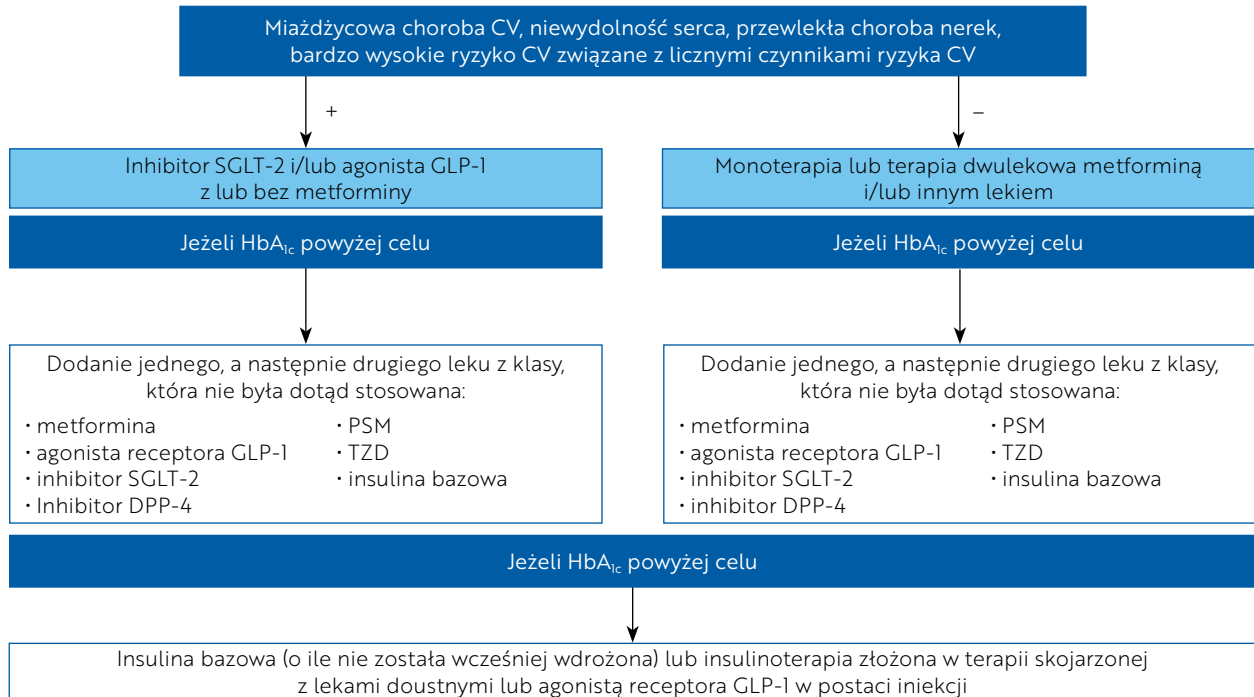 Miażdżycowa choroba CV, niewydolność serca, przewlekła choroba nerek,
bardzo wysokie ryzyko CV związane z licznymi czynnikami ryzyka CV
+
–
Inhibitor SGLT-2 i/lub agonista GLP-1
z lub bez metforminy
Jeżeli HbA1c powyżej celu
Dodanie jednego, a następnie drugiego leku z klasy,
która nie była dotąd stosowana:
• metformina
• agonista receptora GLP-1
• inhibitor SGLT-2
• Inhibitor DPP-4
• PSM
• TZD
• insulina bazowa
Monoterapia lub terapia dwulekowa metforminą
i/lub innym lekiem
Jeżeli HbA1c powyżej celu
Dodanie jednego, a następnie drugiego leku z klasy,
która nie była dotąd stosowana:
• metformina
• agonista receptora GLP-1
• inhibitor SGLT-2
• inhibitor DPP-4
• PSM
• TZD
• insulina bazowa
Jeżeli HbA1c powyżej celu
Insulina bazowa (o ile nie została wcześniej wdrożona) lub insulinoterapia złożona w terapii skojarzonej
z lekami doustnymi lub agonistą receptora GLP-1 w postaci iniekcji